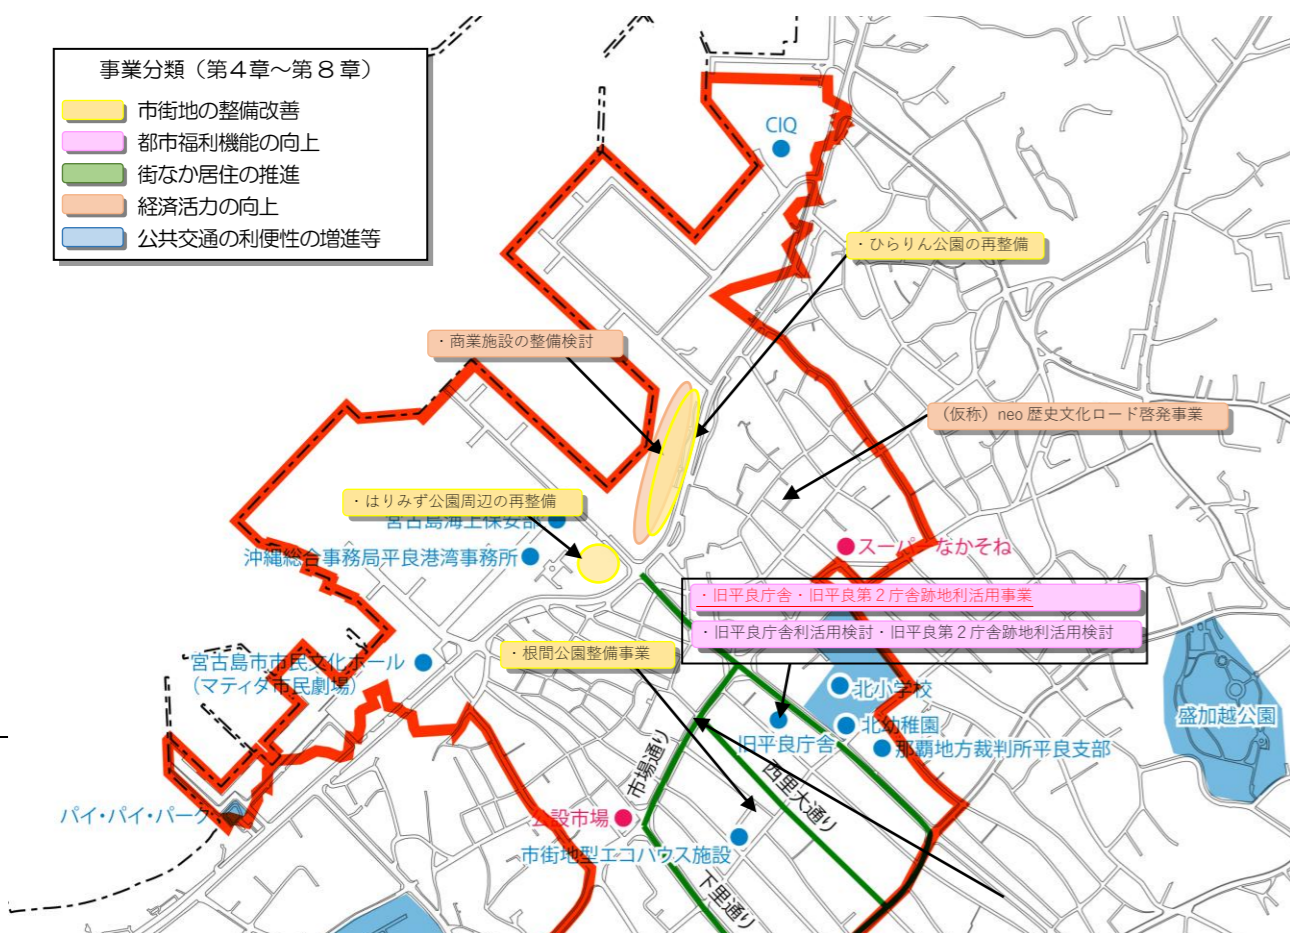 事業分類（第４章～第８章）
市街地の整備改善
都市福利機能の向上
街なか居住の推進
経済活力の向上
公共交通の利便性の増進等
CIQ
・ひらりん公園の再整備
・商業施設の整備検討
（仮称）neo 歴史文化ロード啓発事業
・はりみず公園周辺の再整備
宮古島海上保安部
沖縄総合事務局平良港湾事務所
スーパーなかそね
・旧平良庁舎・旧平良第２庁舎跡地利活用事業
・旧平良庁舎利活用検討・旧平良第２庁舎跡地利活用検討
・根間公園整備事業
宮古島市市民文化ホール
（マティダ市民劇場）
北小学校
北幼稚園
旧平良庁舎
那覇地方裁判所平良支部
盛加越公園
市場通り
西里大通り
パイ・パイ・パーク
公設市場
市街地型エコハウス施設
下里通り